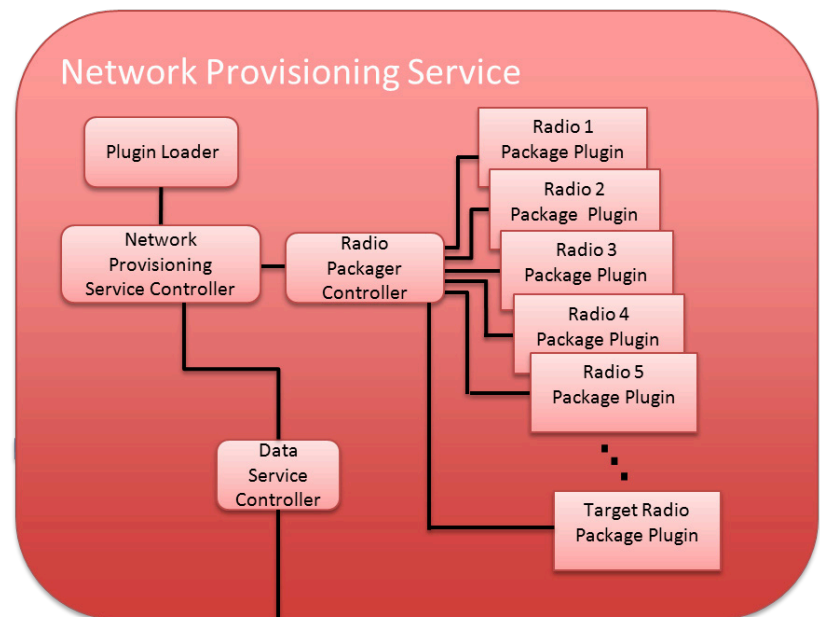 Network Provisioning Service
Plugin Loader
Network
Provisioning
Service Controller
Radio
Packager
Controller
Radio 1
Package Plugin
Radio 2
Package Plugin
Radio 3
Package Plugin
Radio 4
Package Plugin
Radio 5
Package Plugin
Data
Service
Controller
Target Radio
Package Plugin